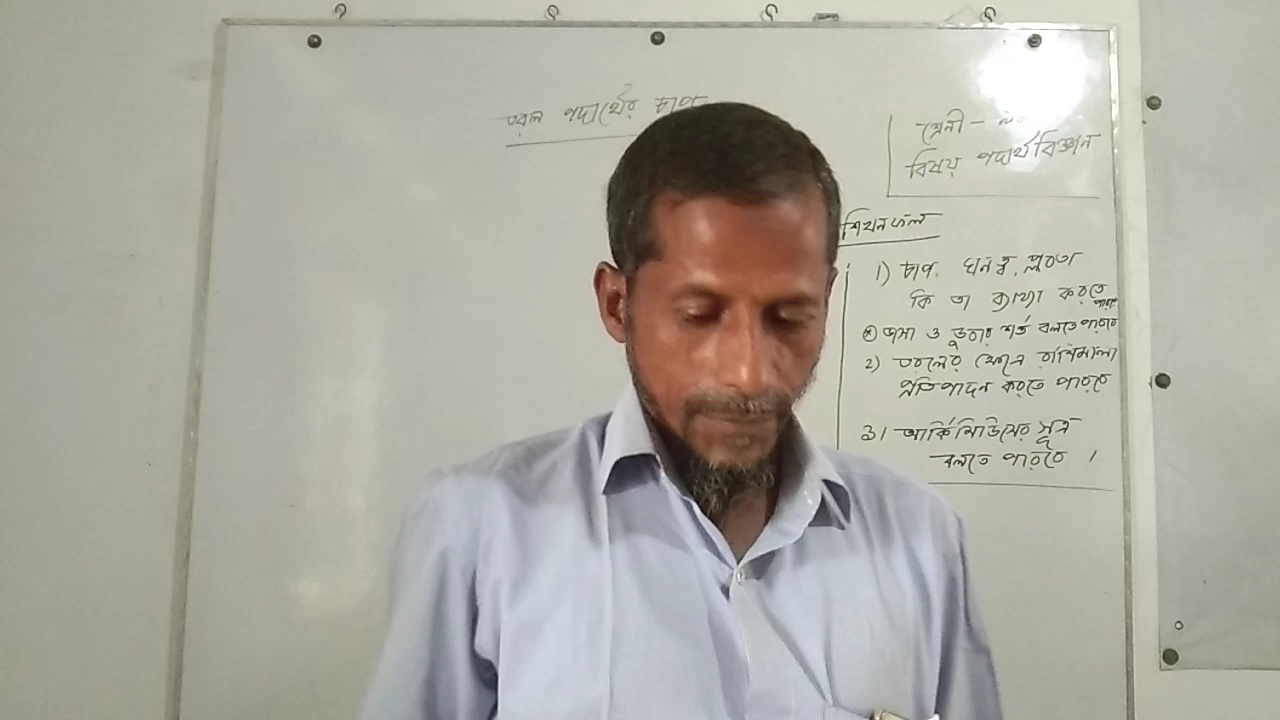 তরল পদার্থের চাপ
শ্রেনী -
বিষয় পদার্থ বিজ্ঞান
শিখনফল
১) চাপ, ঘনত্ব, প্লবতা
কি তা ব্যাখ্যা করতে পারবে
ভাসা ও ডুবার শর্ত বলতে পারবে
২) তরলের ক্ষেত্রে রাশিমালা
প্রতিপাদন করতে পারবে
৩। আর্কিমিডিসের সূত্র
বলতে পারবে ।